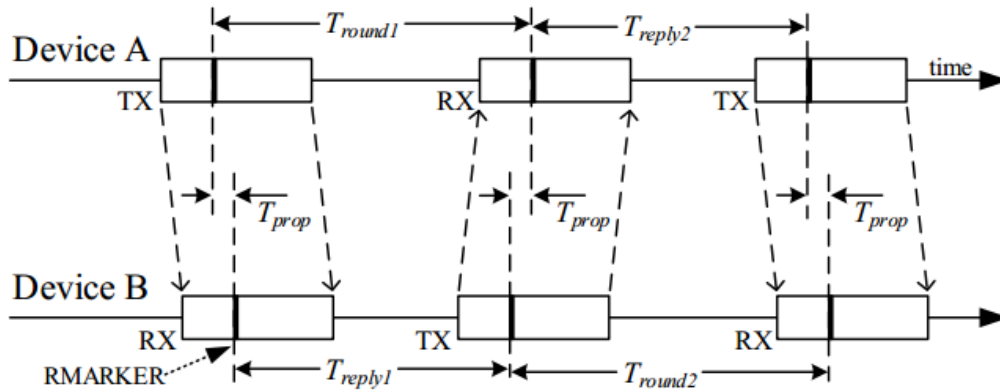 T_round1
T_reply2
Device A
time
TX
RX
TX
T_prop
T_prop
T_prop
Device B
RX
TX
RX
RMARKER
T_reply1
T_round2